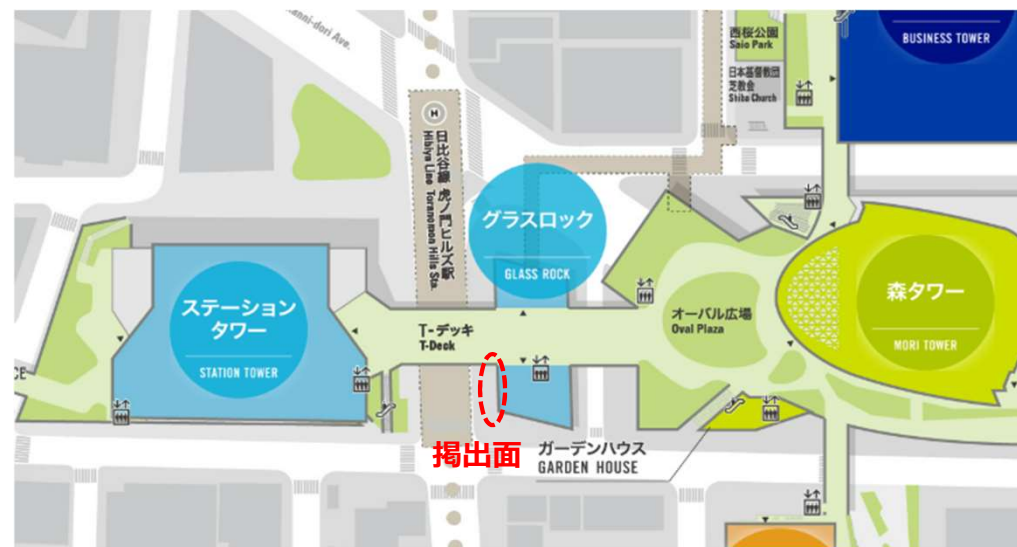 anni-dori Ave.
西桜公園
Saio Park
BUSINESS TOWER
日本基督教団
芝教会
Shiba Church
H
日比谷線 虎ノ門ヒルズ駅
Hibiya Line Toranomon Hills Sta.
グラスロック
GLASS ROCK
ステーション
タワー
STATION TOWER
T-デッキ
T-Deck
オーバル広場
Oval Plaza
森タワー
MORI TOWER
CE
掲出面
ガーデンハウス
GARDEN HOUSE